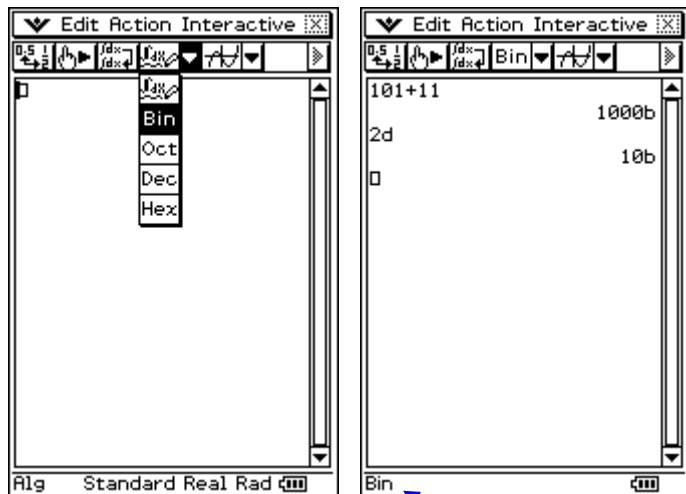 Edit Action Interactive
Bin
Oct
Dec
Hex
Alg Standard Real Rad
Edit Action Interactive
Bin
101+11
1000b
2d
10b
Bin